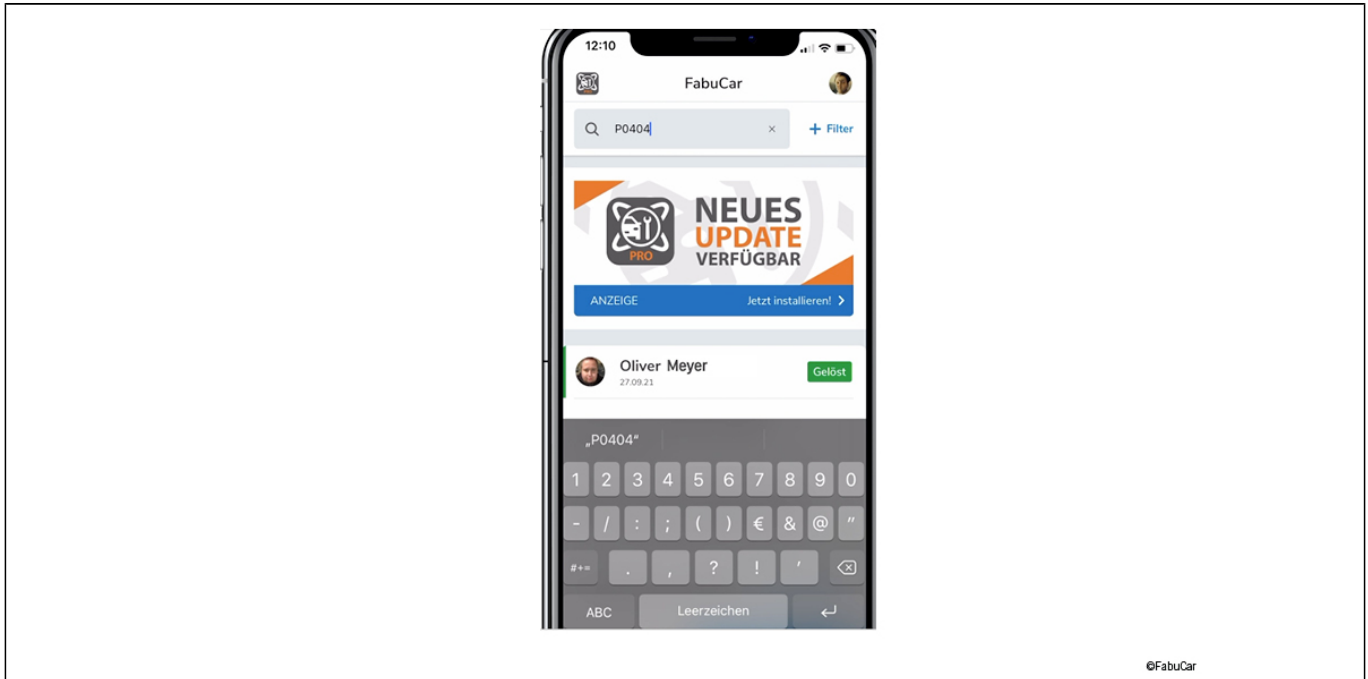 12:10
FabuCar
P0404 × + Filter
PRO
NEUES
UPDATE
VERFÜGBAR
ANZEIGE Jetzt installieren! >
Oliver Meyer
27.09.21
Gelöst
„P0404“
1 2 3 4 5 6 7 8 9 0
- / : ; ( ) € & @ "
#+= . , ? ! '
ABC Leerzeichen
©FabuCar